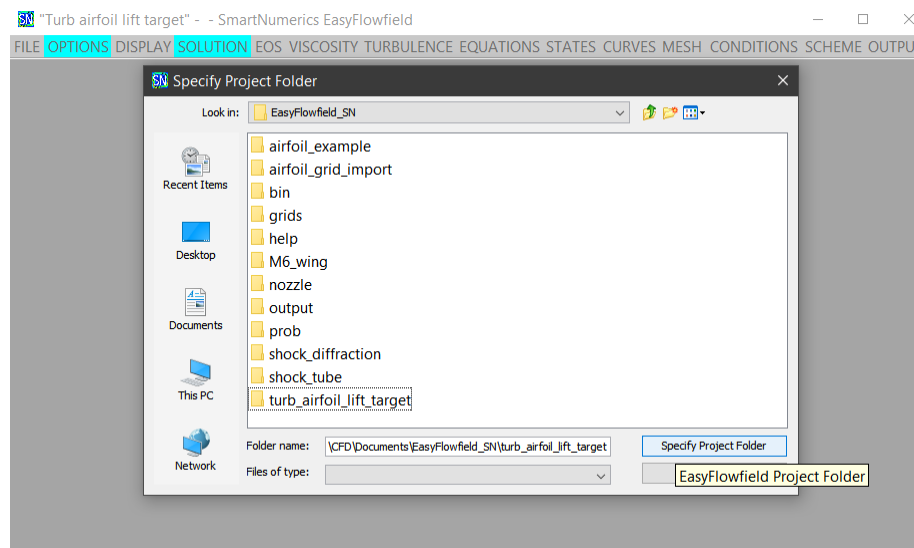 "Turb airfoil lift target" - - SmartNumerics EasyFlowfield
FILE OPTIONS DISPLAY SOLUTION EOS VISCOSITY TURBULENCE EQUATIONS STATES CURVES MESH CONDITIONS SCHEME OUTPU
SN Specify Project Folder
Look in: EasyFlowfield_SN
airfoil_example
airfoil_grid_import
bin
grids
help
M6_wing
nozzle
output
prob
shock_diffraction
shock_tube
turb_airfoil_lift_target
Recent Items
Desktop
Documents
This PC
Network
Folder name: \CFD\Documents\EasyFlowfield_SN\turb_airfoil_lift_target Specify Project Folder
Files of type:
EasyFlowfield Project Folder